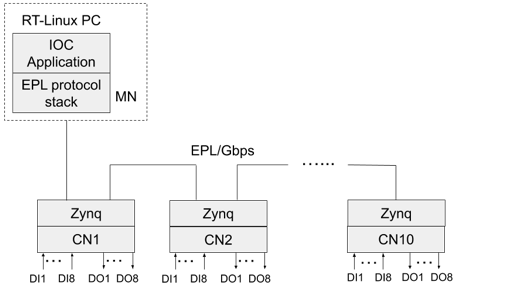 RT-Linux PC
IOC
Application
EPL protocol
stack
MN
EPL/Gbps
......
Zynq
CN1
Zynq
CN2
Zynq
CN10
DI1 ... DI8 DO1 ... DO8
DI1 ... DI8 DO1 ... DO8
DI1 ... DI8 DO1 ... DO8